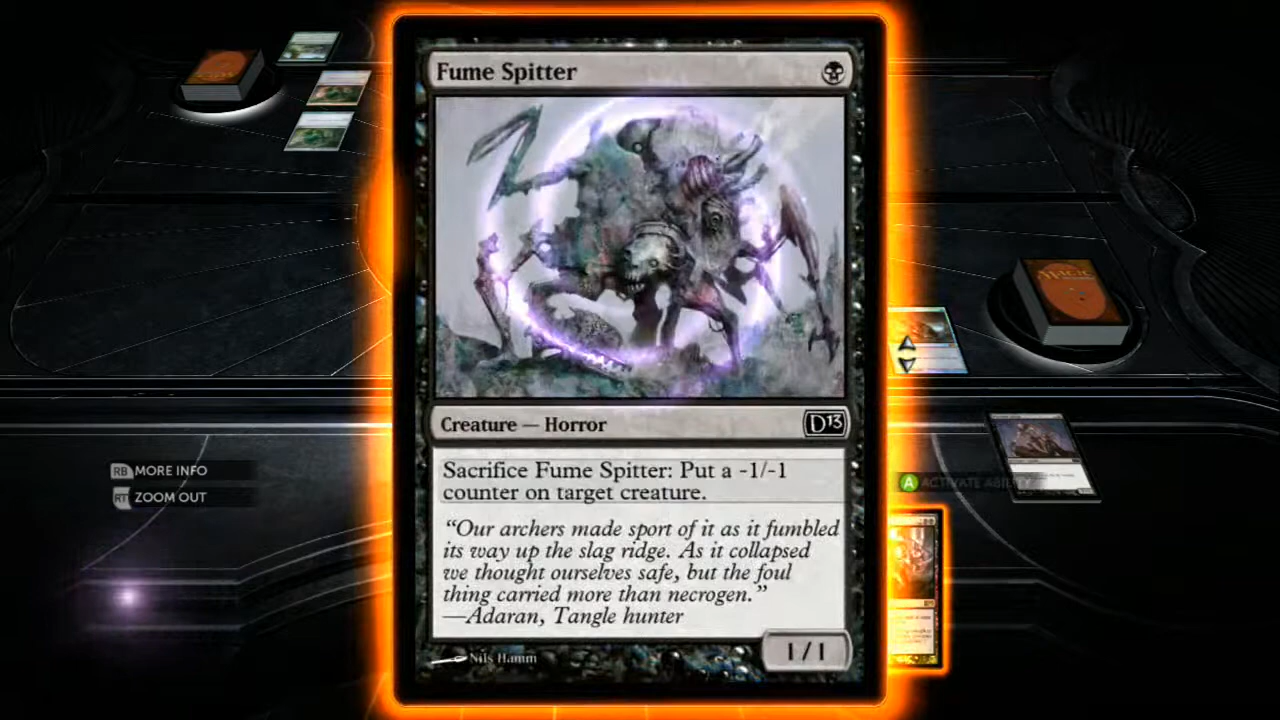 Fume Spitter
Creature — Horror
D13
Sacrifice Fume Spitter: Put a -1/-1
counter on target creature.
“Our archers made sport of it as it fumbled
its way up the slag ridge. As it collapsed
we thought ourselves safe, but the foul
thing carried more than necrogen.”
—Adaran, Tangle hunter
Nils Hamm
1/1
RB MORE INFO
RT ZOOM OUT
A ACTIVATE ABILITY
MAGIC